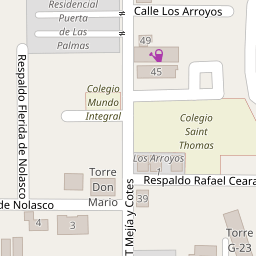 Residencial
Puerta
de Las
Palmas
Calle Los Arroyos
49
45
Respaldo Flerida de Nolasco
Colegio
Mundo
Integral
Colegio
Saint
Thomas
Los Arroyos
1
Respaldo Rafael Ceara
Torre
Don
Mario
de Nolasco
4
3
39
T Mejia y Cotes
Torre
G-23